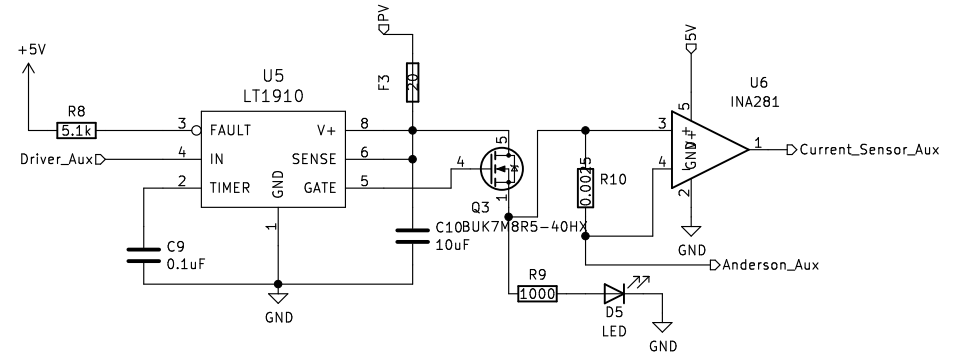 PV
+5V
5V
F3
20
U5
LT1910
U6
INA281
R8
5.1k
3
FAULT
V+
8
5
5
3
+
V+
1
Current_Sensor_Aux
Driver_Aux
4
IN
SENSE
6
4
R10
0.0025
4
-
GND
2
2
TIMER
GND
GATE
5
1
Q3
BUK7M8R5-40HX
1
C10
10uF
GND
C9
0.1uF
Anderson_Aux
R9
1000
D5
LED
GND
GND